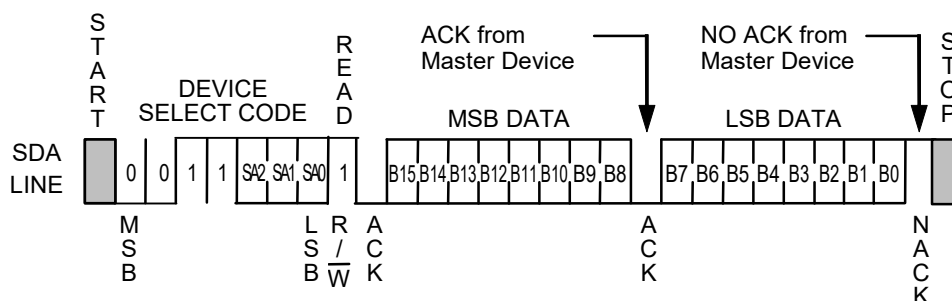 START
DEVICE
SELECT CODE
READ
ACK from
Master Device
NO ACK from
Master Device
STOP
MSB DATA
LSB DATA
SDA
LINE
0 0 1 1 SA2 SA1 SA0 1
B15 B14 B13 B12 B11 B10 B9 B8
B7 B6 B5 B4 B3 B2 B1 B0
MSB
LSB
R/W
ACK
ACK
NACK